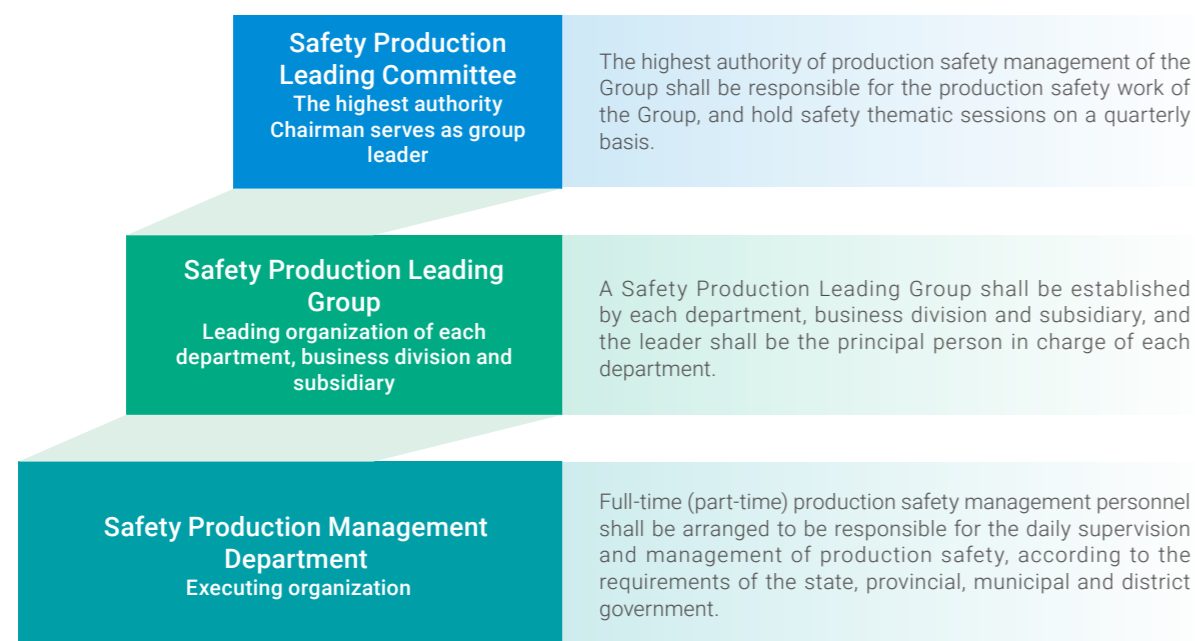 Safety Production
Leading Committee
The highest authority
Chairman serves as group
leader
The highest authority of production safety management of the
Group shall be responsible for the production safety work of
the Group, and hold safety thematic sessions on a quarterly
basis.
Safety Production Leading
Group
Leading organization of each
department, business division and
subsidiary
A Safety Production Leading Group shall be established
by each department, business division and subsidiary, and
the leader shall be the principal person in charge of each
department.
Safety Production Management
Department
Executing organization
Full-time (part-time) production safety management personnel
shall be arranged to be responsible for the daily supervision
and management of production safety, according to the
requirements of the state, provincial, municipal and district
government.